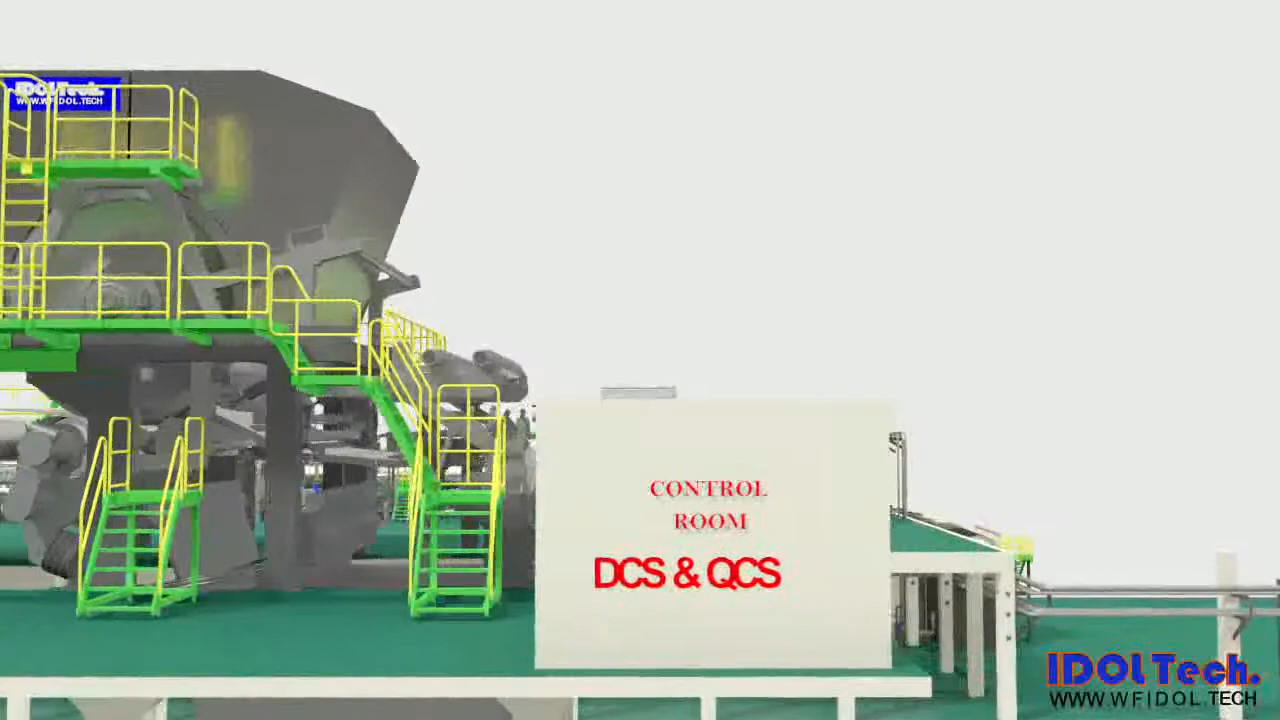 IDOLTech.
WWW.WFIDOL.TECH
CONTROL
ROOM
DCS & QCS
IDOLTech.
WWW.WFIDOL.TECH